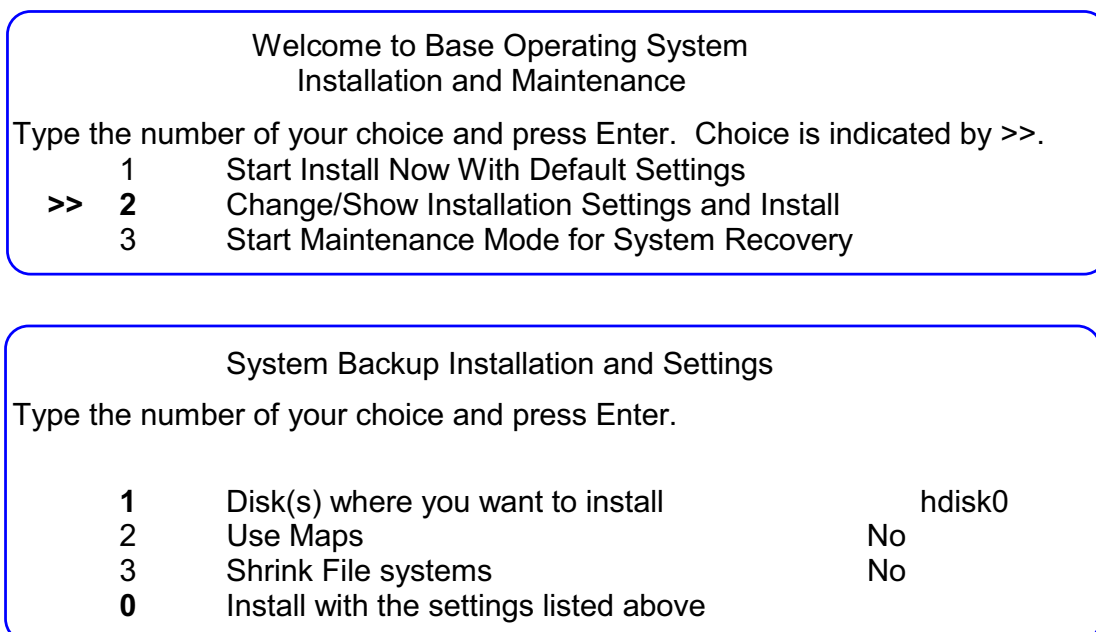 Welcome to Base Operating System
Installation and Maintenance
Type the number of your choice and press Enter. Choice is indicated by >>.
1 Start Install Now With Default Settings
>> 2 Change/Show Installation Settings and Install
3 Start Maintenance Mode for System Recovery
System Backup Installation and Settings
Type the number of your choice and press Enter.
1 Disk(s) where you want to install hdisk0
2 Use Maps No
3 Shrink File systems No
0 Install with the settings listed above